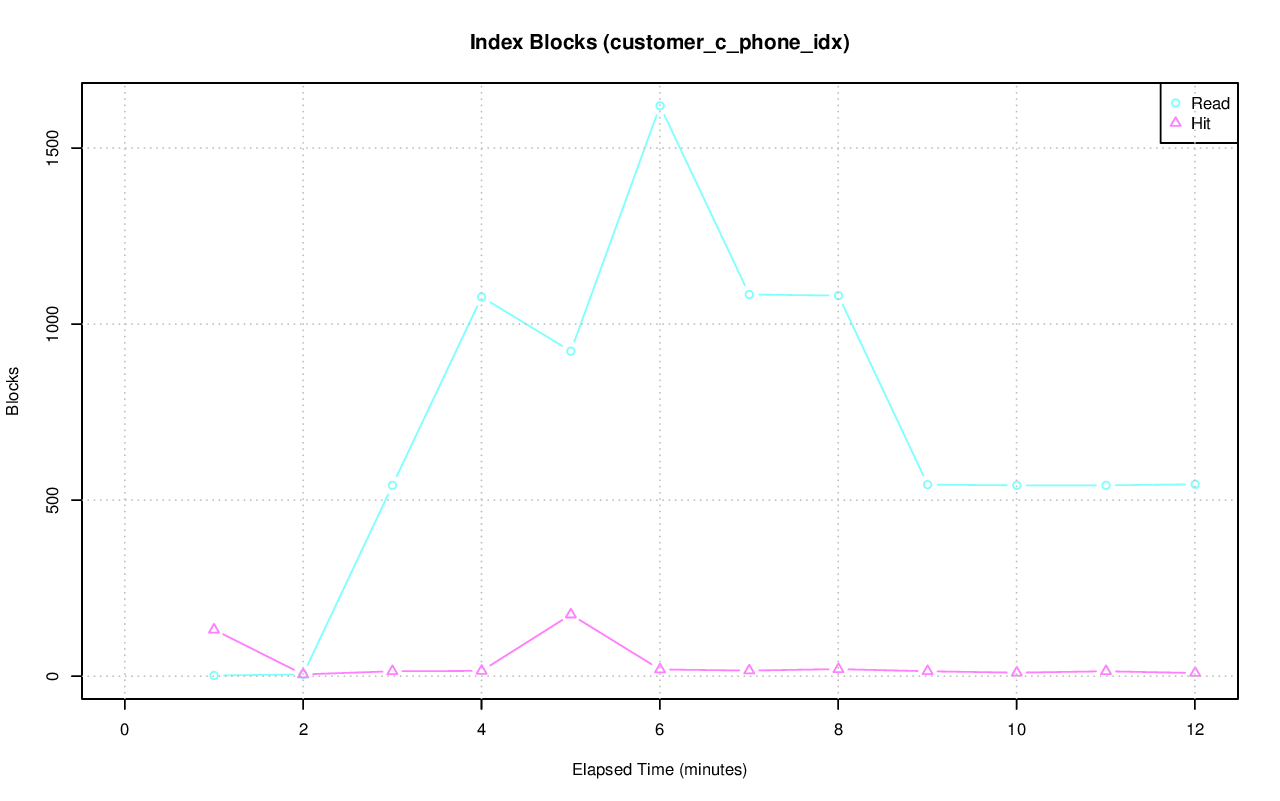 Index Blocks (customer_c_phone_idx)
Read
Hit
Blocks
1500
1000
500
0
0 2 4 6 8 10 12
Elapsed Time (minutes)